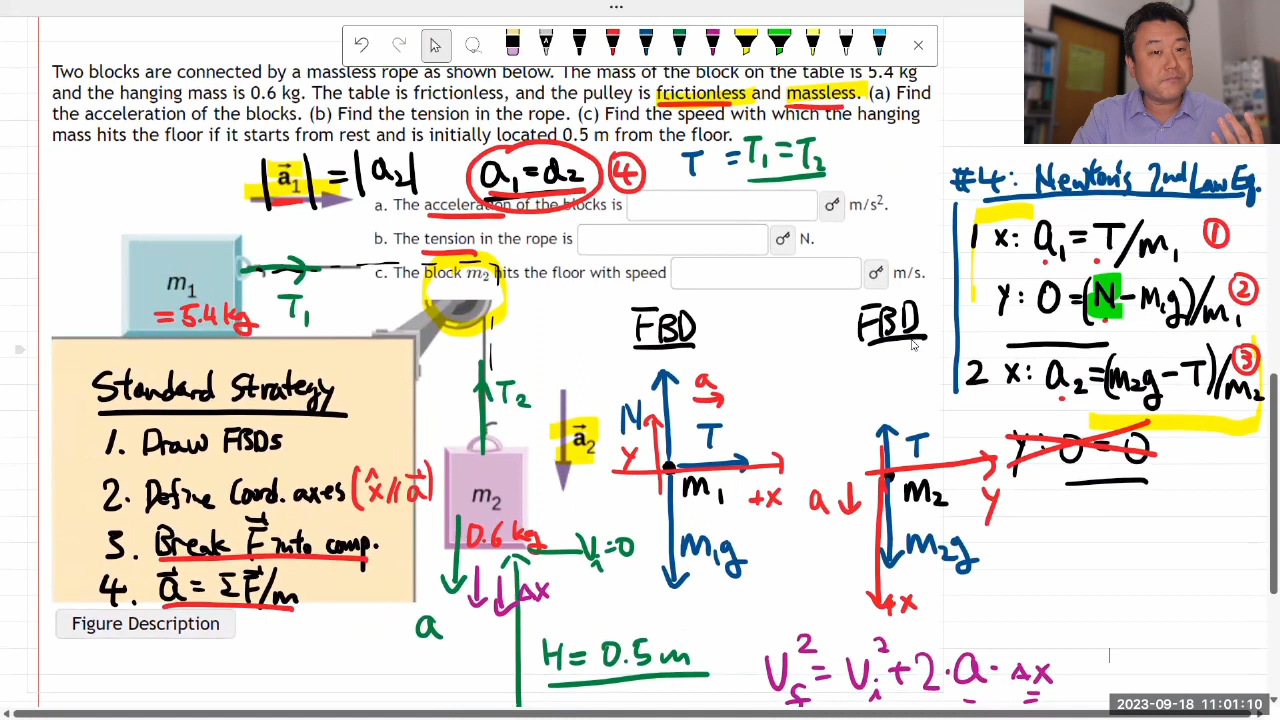 Two blocks are connected by a massless rope as shown below. The mass of the block on the table is 5.4 kg
and the hanging mass is 0.6 kg. The table is frictionless, and the pulley is frictionless and massless. (a) Find
the acceleration of the blocks. (b) Find the tension in the rope. (c) Find the speed with which the hanging
mass hits the floor if it starts from rest and is initially located 0.5 m from the floor.
|a⃗₁| = |a₂|
a₁ = a₂ ④
T = T₁ = T₂
a. The acceleration of the blocks is m/s².
b. The tension in the rope is N.
c. The block m₂ hits the floor with speed m/s.
m₁
= 5.4 kg
T₁
T₂
a⃗₂
m₂
0.6 kg
Vᵢ=0
Δx
a
H = 0.5 m
Standard Strategy
1. Draw FBDs
2. Define Coord. axes (x̂ // a⃗)
3. Break F⃗ into comp.
4. a⃗ = ΣF⃗/m
Figure Description
FBD
a
N
Y
T
m₁
+x
m₁g
FBD
T
m₂
y
a
m₂g
+x
V_f² = Vᵢ² + 2·a·Δx
#4: Newton's 2nd Law Eq.
1 x: a₁ = T/m₁ ①
y: 0 = (N - m₁g)/m₁ ②
2 x: a₂ = (m₂g - T)/m₂ ③
y: 0 = 0
2023-09-18 11:01:10